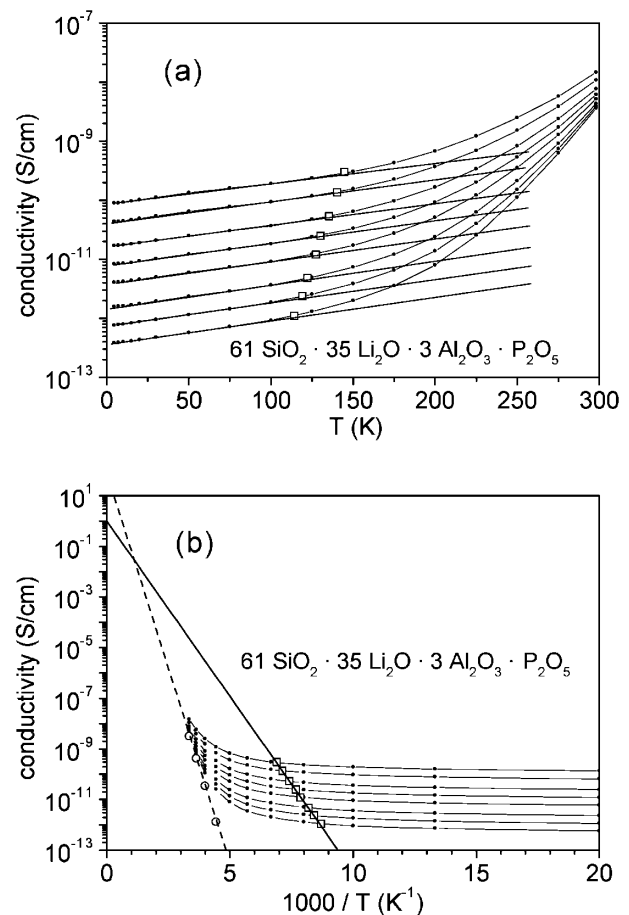 10⁻⁷
(a)
10⁻⁹
10⁻¹¹
10⁻¹³
conductivity (S/cm)
61 SiO₂ · 35 Li₂O · 3 Al₂O₃ · P₂O₅
0 50 100 150 200 250 300
T (K)
10¹
(b)
10⁻¹
10⁻³
10⁻⁵
10⁻⁷
10⁻⁹
10⁻¹¹
10⁻¹³
conductivity (S/cm)
61 SiO₂ · 35 Li₂O · 3 Al₂O₃ · P₂O₅
0 5 10 15 20
1000 / T (K⁻¹)